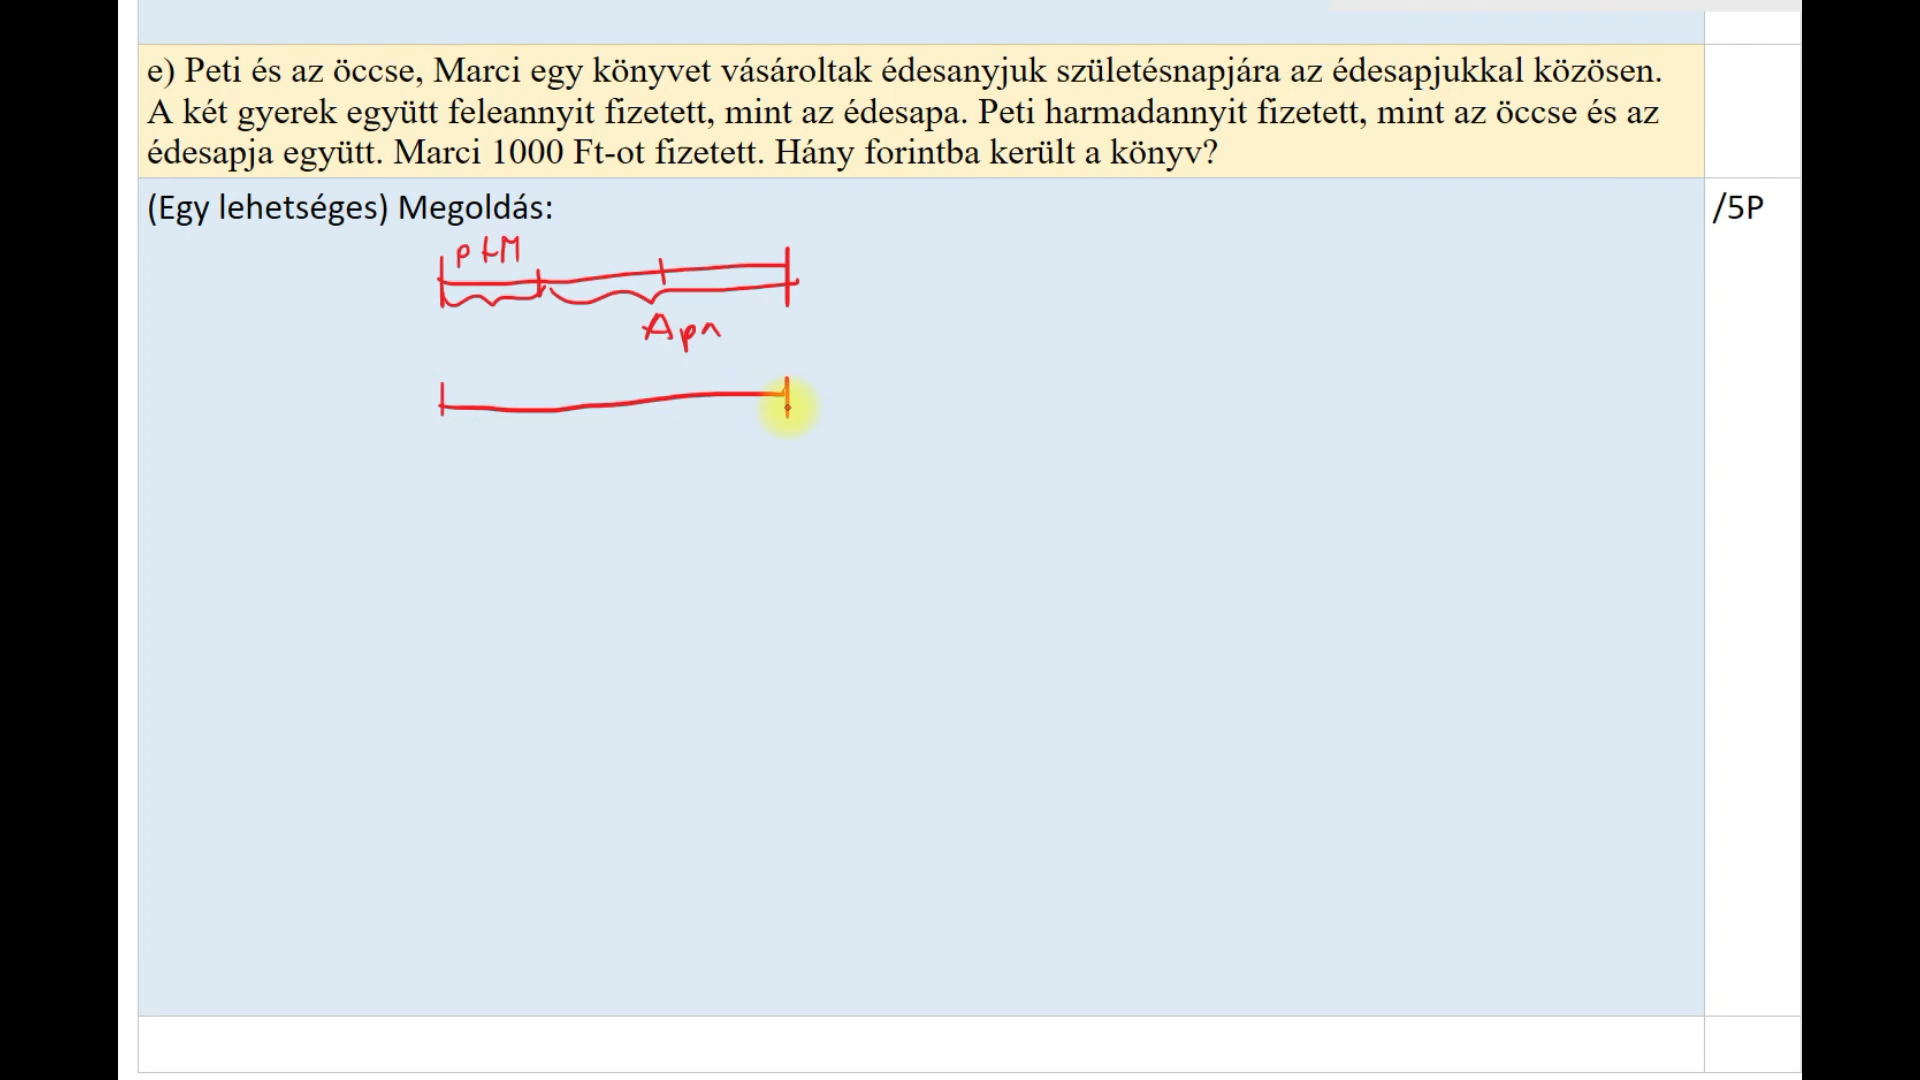 e) Peti és az öccse, Marci egy könyvet vásároltak édesanyjuk születésnapjára az édesapjukkal közösen.
A két gyerek együtt feleannyit fizetett, mint az édesapa. Peti harmadannyit fizetett, mint az öccse és az
édesapja együtt. Marci 1000 Ft-ot fizetett. Hány forintba került a könyv?
(Egy lehetséges) Megoldás:
/5P
P+M
Apa